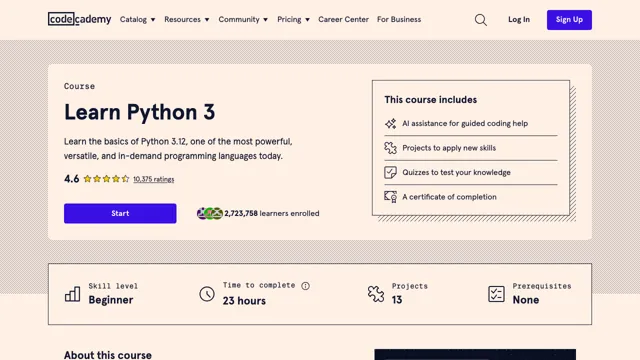 codecademy Catalog Resources Community Pricing Career Center For Business Log In Sign Up
Course
Learn Python 3
Learn the basics of Python 3.12, one of the most powerful,
versatile, and in-demand programming languages today.
4.6 10,375 ratings
Start 2,723,758 learners enrolled
This course includes
AI assistance for guided coding help
Projects to apply new skills
Quizzes to test your knowledge
A certificate of completion
Skill level
Beginner
Time to complete
23 hours
Projects
13
Prerequisites
None
About this course